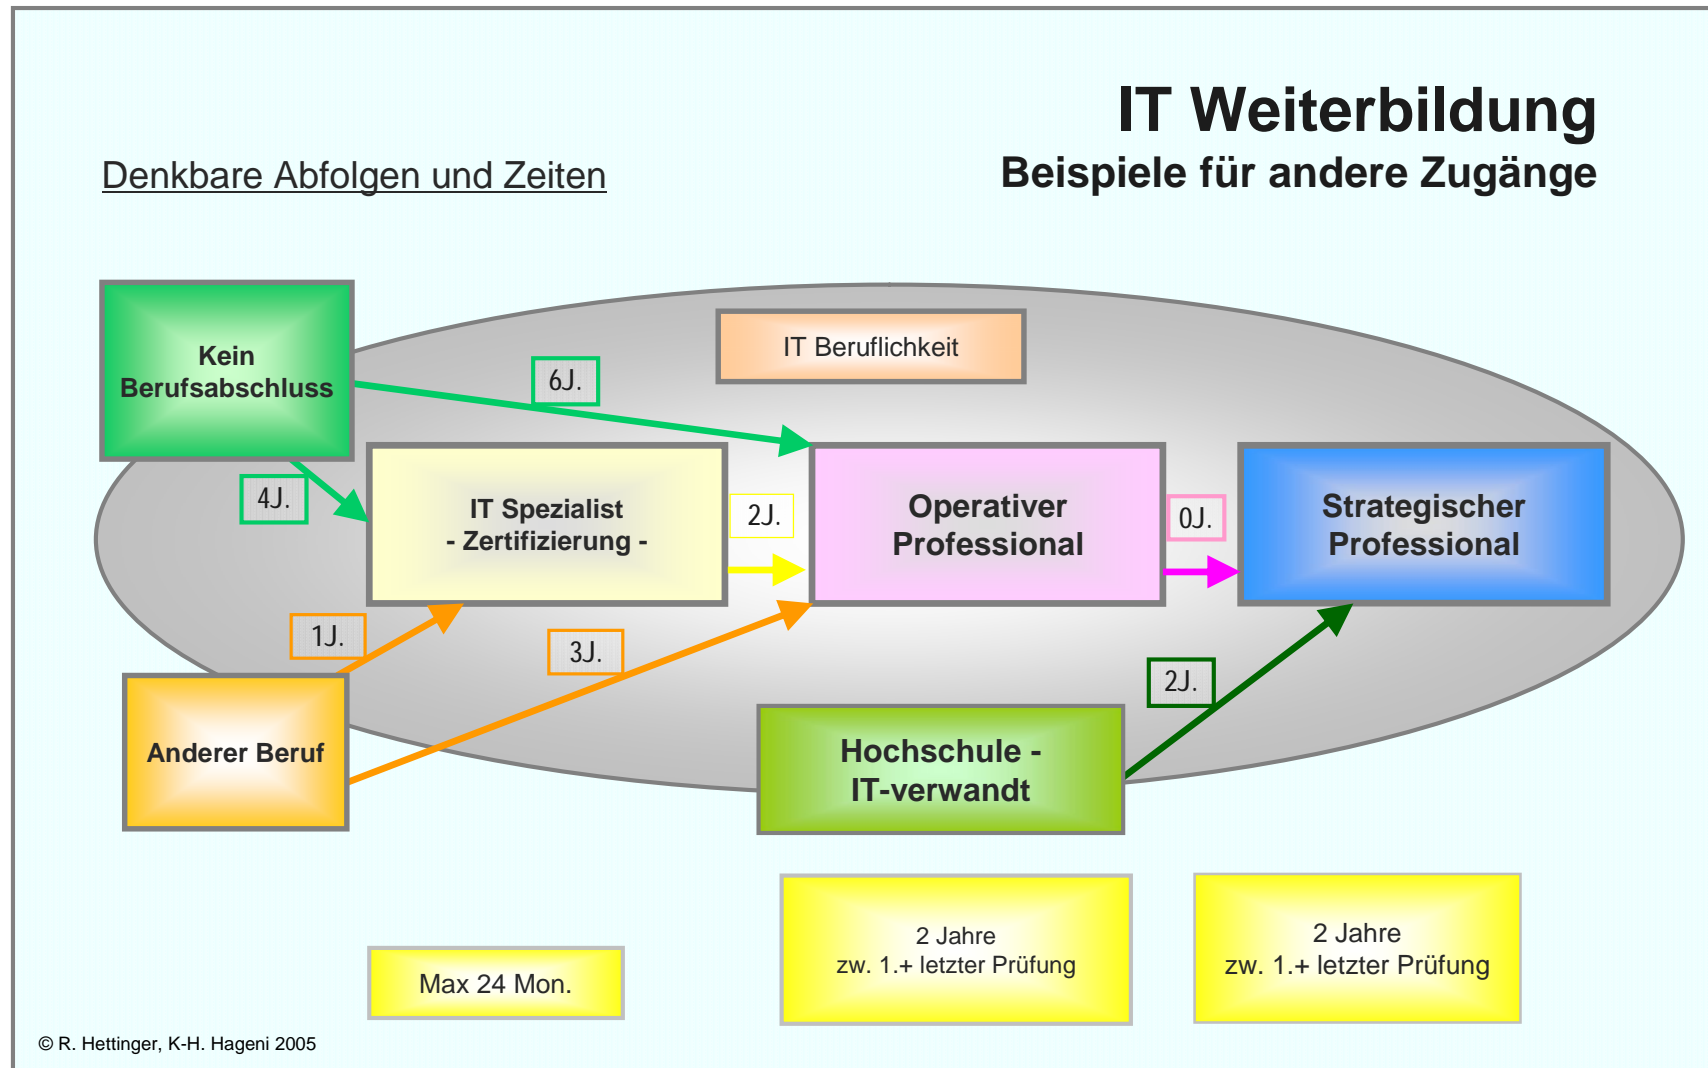 IT Weiterbildung
Beispiele für andere Zugänge
Denkbare Abfolgen und Zeiten
Kein
Berufsabschluss
IT Beruflichkeit
6J.
4J.
IT Spezialist
- Zertifizierung -
2J.
Operativer
Professional
0J.
Strategischer
Professional
1J.
3J.
2J.
Anderer Beruf
Hochschule -
IT-verwandt
2 Jahre
zw. 1.+ letzter Prüfung
2 Jahre
zw. 1.+ letzter Prüfung
Max 24 Mon.
© R. Hettinger, K-H. Hageni 2005